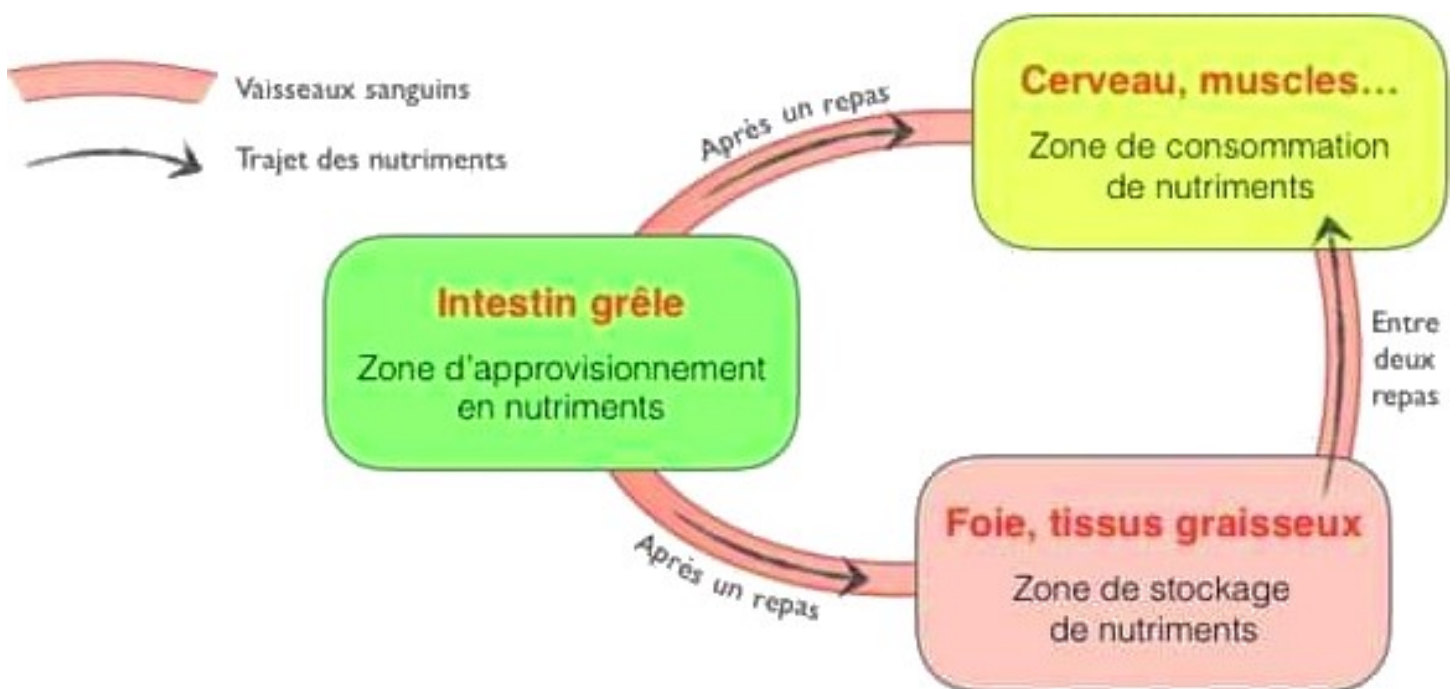 Vaisseaux sanguins
Trajet des nutriments
Après un repas
Cerveau, muscles...
Zone de consommation
de nutriments
Intestin grêle
Zone d'approvisionnement
en nutriments
Entre
deux
repas
Après un repas
Foie, tissus graisseux
Zone de stockage
de nutriments